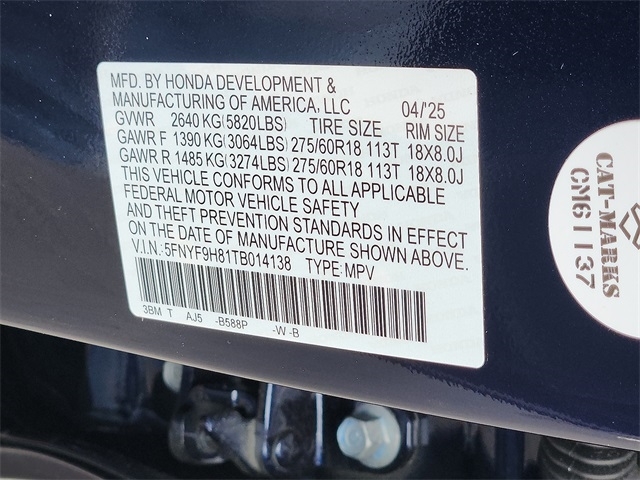 MFD. BY HONDA DEVELOPMENT &
MANUFACTURING OF AMERICA, LLC 04/'25
GVWR 2640 KG(5820LBS) TIRE SIZE RIM SIZE
GAWR F 1390 KG(3064LBS) 275/60R18 113T 18X8.0J
GAWR R 1485 KG(3274LBS) 275/60R18 113T 18X8.0J
THIS VEHICLE CONFORMS TO ALL APPLICABLE
FEDERAL MOTOR VEHICLE SAFETY
AND THEFT PREVENTION STANDARDS IN EFFECT
ON THE DATE OF MANUFACTURE SHOWN ABOVE.
V.I.N.: 5FNYF9H81TB014138 TYPE: MPV
3BM T AJ5 -B588P -W -B
CAT-MARKS
CM61137